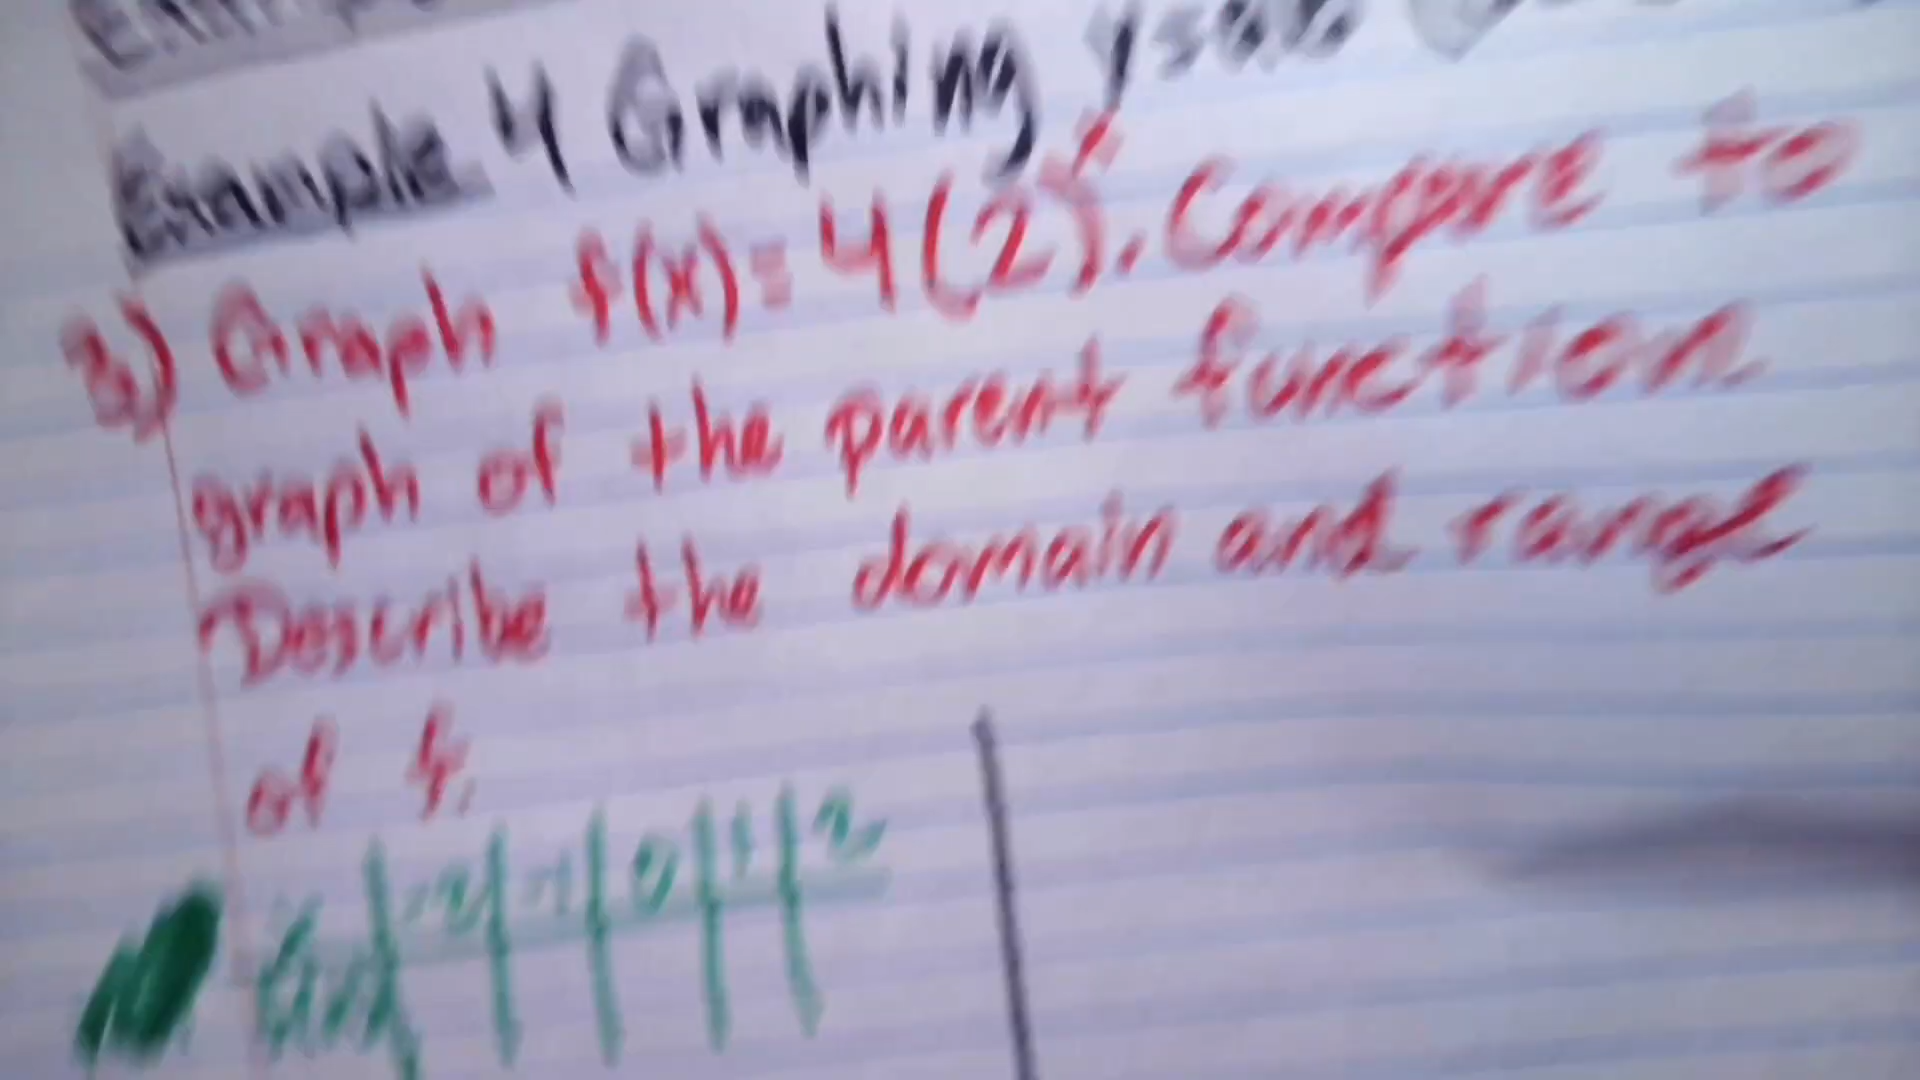 Example 4 Graphing
3) Graph f(x)= 4(2)ˣ. Compare to
graph of the parent function.
Describe the domain and range
of f.
x -2 -1 0 1 2